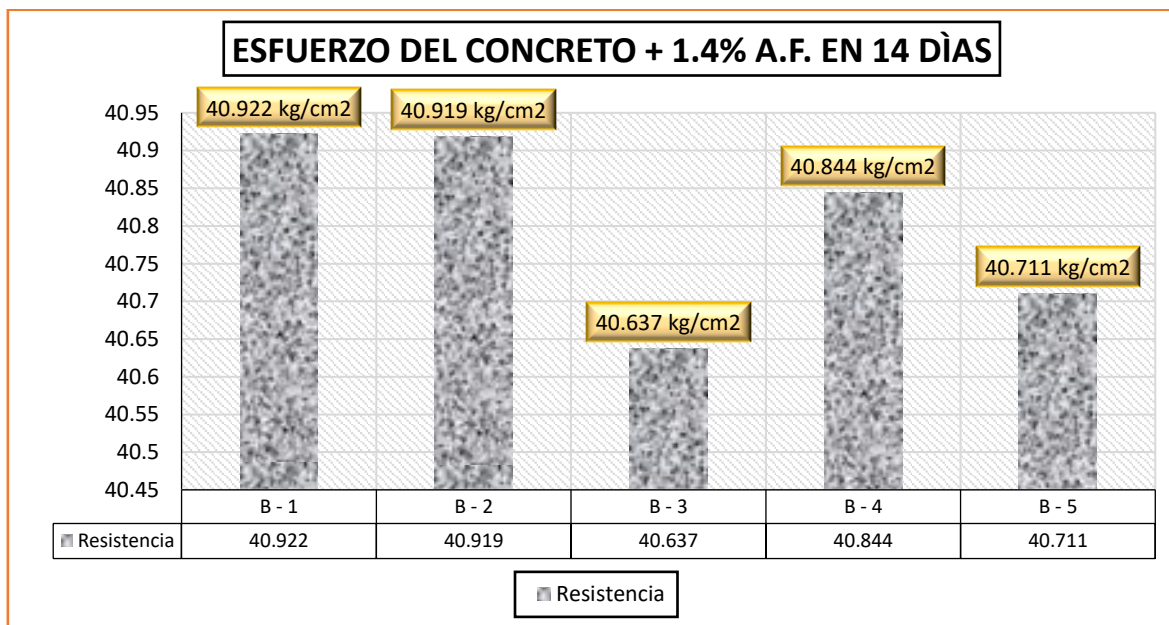 ESFUERZO DEL CONCRETO + 1.4% A.F. EN 14 DÌAS
40.922 kg/cm2
40.919 kg/cm2
40.637 kg/cm2
40.844 kg/cm2
40.711 kg/cm2
40.95
40.9
40.85
40.8
40.75
40.7
40.65
40.6
40.55
40.5
40.45
B - 1 B - 2 B - 3 B - 4 B - 5
Resistencia 40.922 40.919 40.637 40.844 40.711
Resistencia